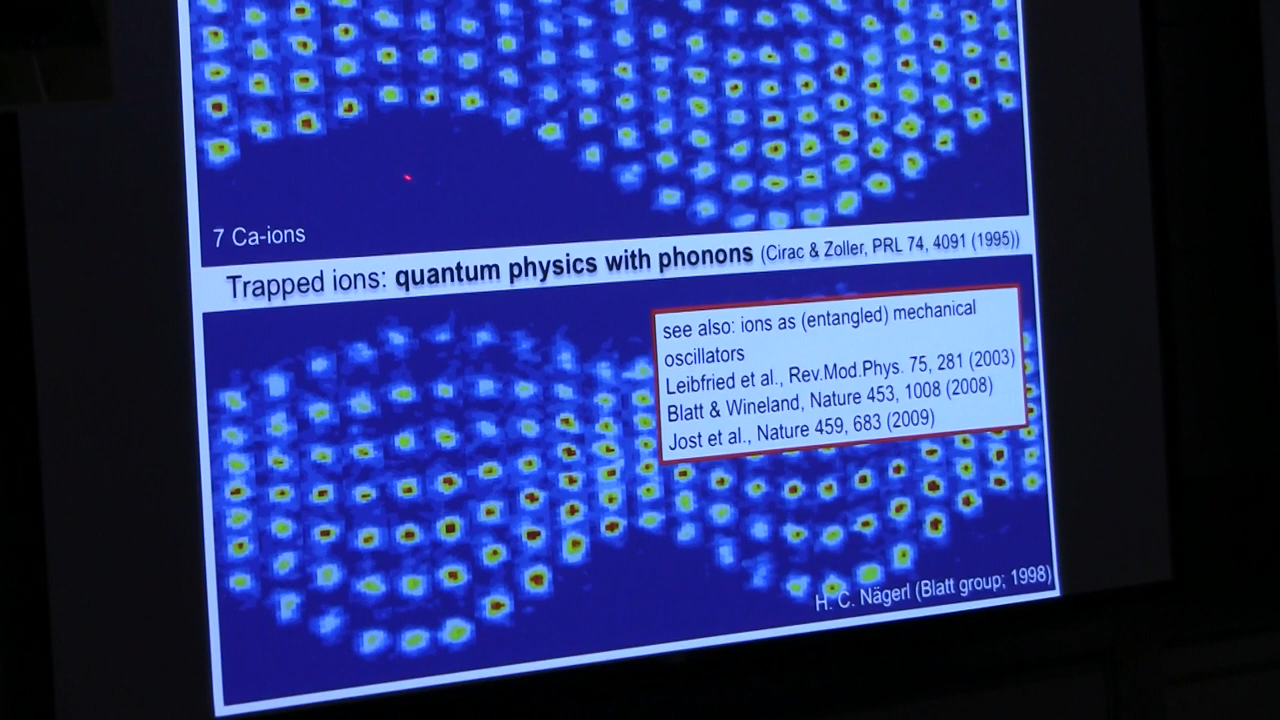 7 Ca-ions
Trapped ions: quantum physics with phonons (Cirac & Zoller, PRL 74, 4091 (1995))
see also: ions as (entangled) mechanical
oscillators
Leibfried et al., Rev.Mod.Phys. 75, 281 (2003)
Blatt & Wineland, Nature 453, 1008 (2008)
Jost et al., Nature 459, 683 (2009)
H. C. Nägerl (Blatt group; 1998)